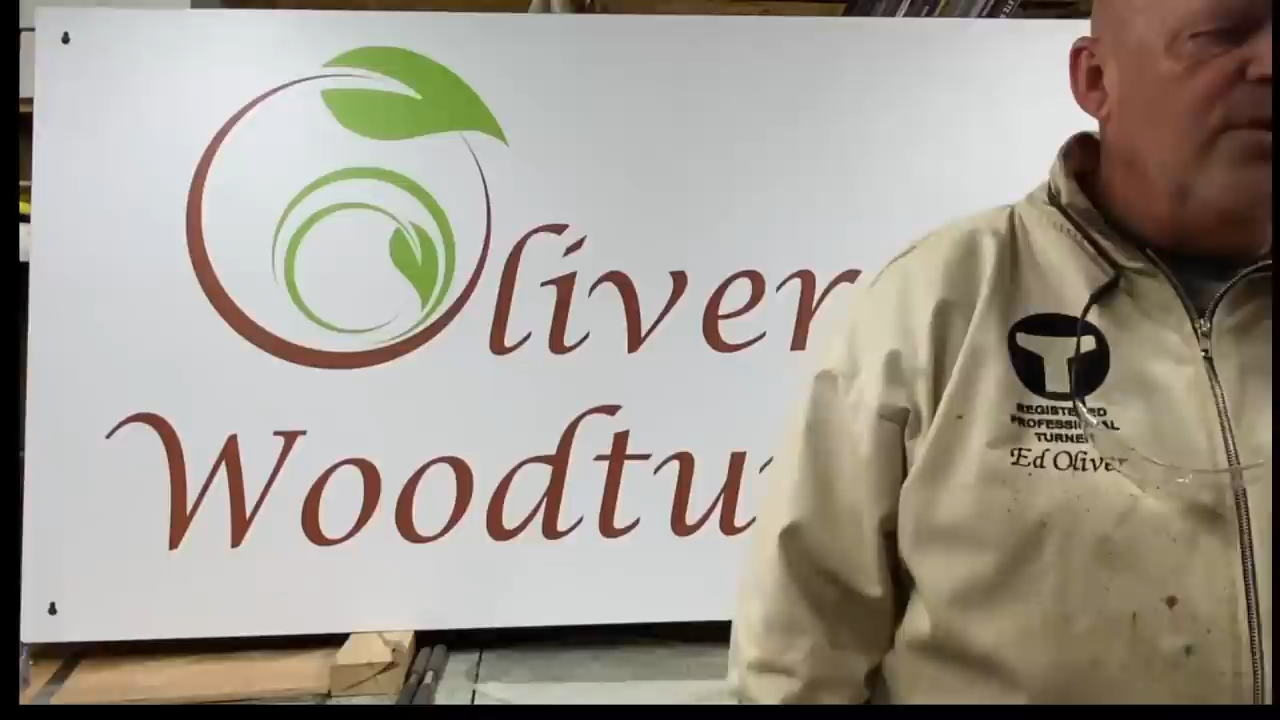 Oliver
Woodtu
REGISTERED
PROFESSIONAL
TURNER
Ed Oliver